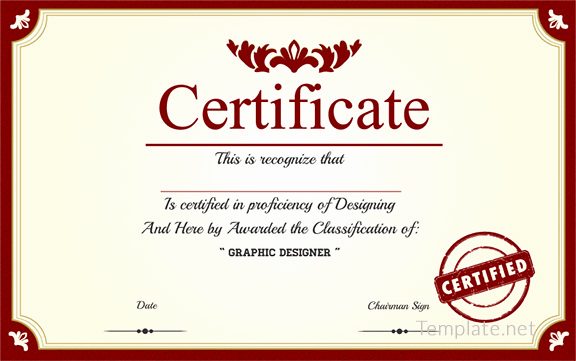 Certificate
This is recognize that
Is certified in proficiency of Designing
And Here by Awarded the Classification of:
“ GRAPHIC DESIGNER ”
CERTIFIED
Date
Chairman Sign
Template.net